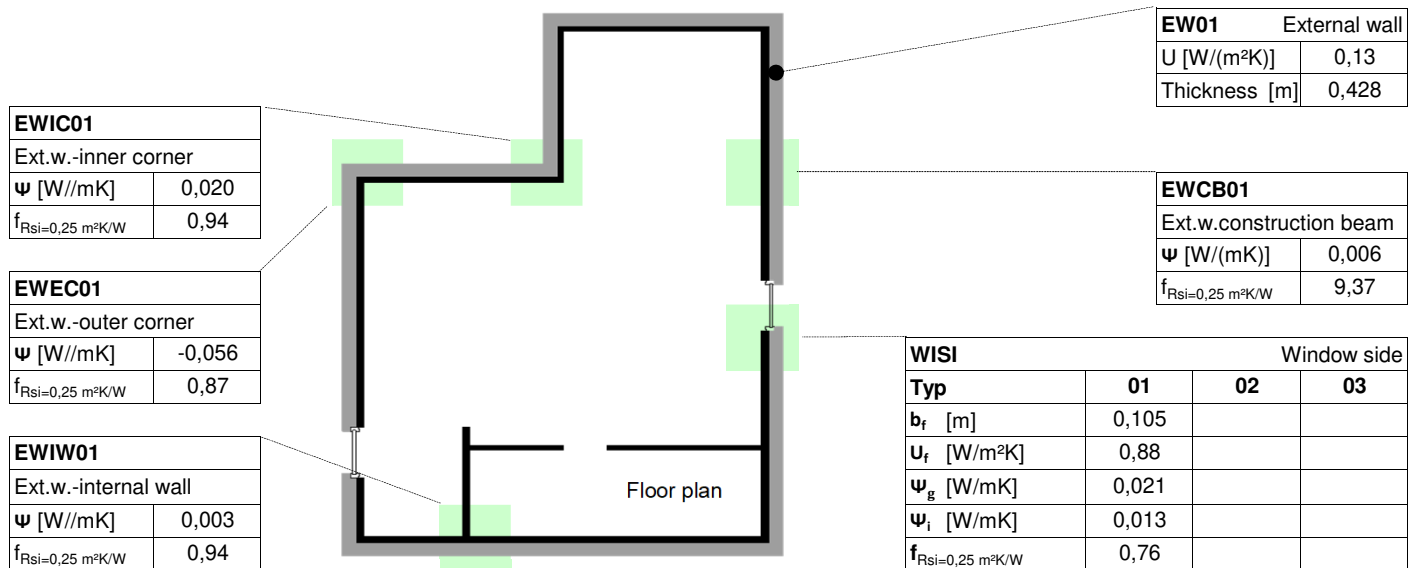 EW01 External wall
U [W/(m²K)] 0,13
Thickness [m] 0,428
EWIC01
Ext.w.-inner corner
Ψ [W//mK] 0,020
fRsi=0,25 m²K/W 0,94
EWCB01
Ext.w.construction beam
Ψ [W/(mK)] 0,006
fRsi=0,25 m²K/W 9,37
EWEC01
Ext.w.-outer corner
Ψ [W//mK] -0,056
fRsi=0,25 m²K/W 0,87
WISI Window side
Typ 01 02 03
bf [m] 0,105
Uf [W/m²K] 0,88
Ψg [W/mK] 0,021
Ψi [W/mK] 0,013
fRsi=0,25 m²K/W 0,76
EWIW01
Ext.w.-internal wall
Ψ [W//mK] 0,003
fRsi=0,25 m²K/W 0,94
Floor plan